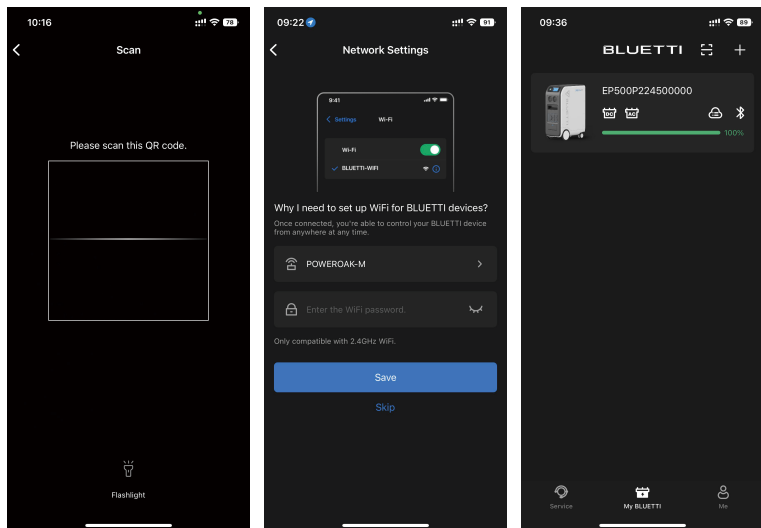 10:16
78
Scan
Please scan this QR code.
Flashlight
09:22
91
Network Settings
9:41
Settings
Wi-Fi
Wi-Fi
BLUETTI-WIFI
Why I need to set up WiFi for BLUETTI devices?
Once connected, you're able to control your BLUETTI device
from anywhere at any time.
POWEROAK-M
Enter the WiFi password.
Only compatible with 2.4GHz WiFi.
Save
Skip
09:36
89
BLUETTI
EP500P224500000
DC
AC
100%
Service
My BLUETTI
Me